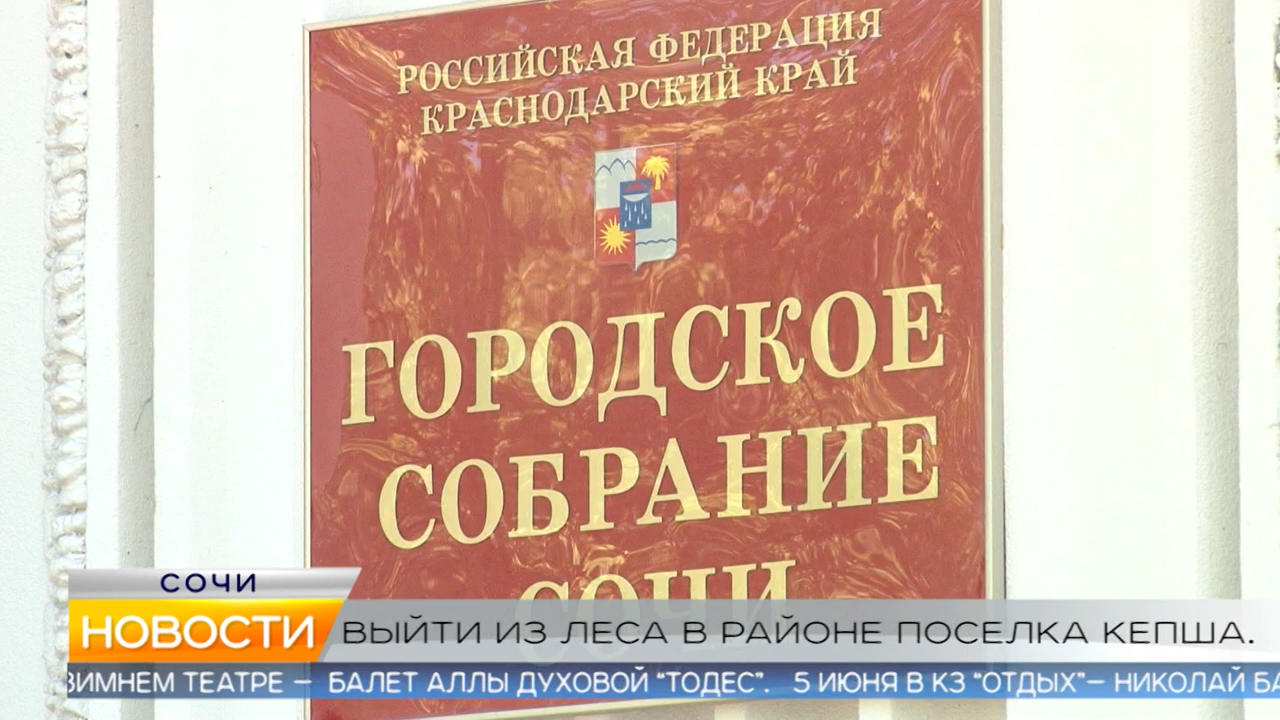 РОССИЙСКАЯ ФЕДЕРАЦИЯ
КРАСНОДАРСКИЙ КРАЙ
ГОРОДСКОЕ
СОБРАНИЕ
СОЧИ
СОЧИ
НОВОСТИ ВЫЙТИ ИЗ ЛЕСА В РАЙОНЕ ПОСЕЛКА КЕПША.
ЗИМНЕМ ТЕАТРЕ — БАЛЕТ АЛЛЫ ДУХОВОЙ "ТОДЕС". 5 ИЮНЯ В КЗ "ОТДЫХ"— НИКОЛАЙ БА